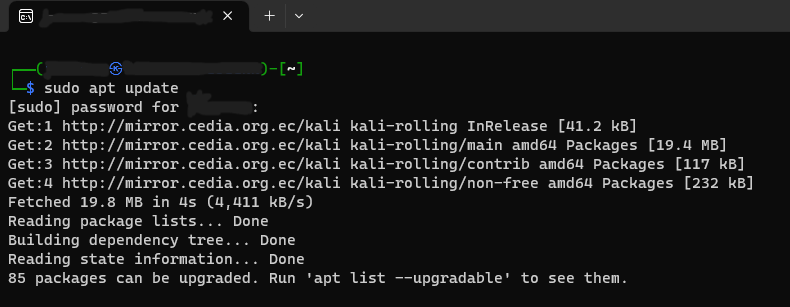 ┌──(㉿)-[~]
└─$ sudo apt update
[sudo] password for :
Get:1 http://mirror.cedia.org.ec/kali kali-rolling InRelease [41.2 kB]
Get:2 http://mirror.cedia.org.ec/kali kali-rolling/main amd64 Packages [19.4 MB]
Get:3 http://mirror.cedia.org.ec/kali kali-rolling/contrib amd64 Packages [117 kB]
Get:4 http://mirror.cedia.org.ec/kali kali-rolling/non-free amd64 Packages [232 kB]
Fetched 19.8 MB in 4s (4,411 kB/s)
Reading package lists... Done
Building dependency tree... Done
Reading state information... Done
85 packages can be upgraded. Run 'apt list --upgradable' to see them.